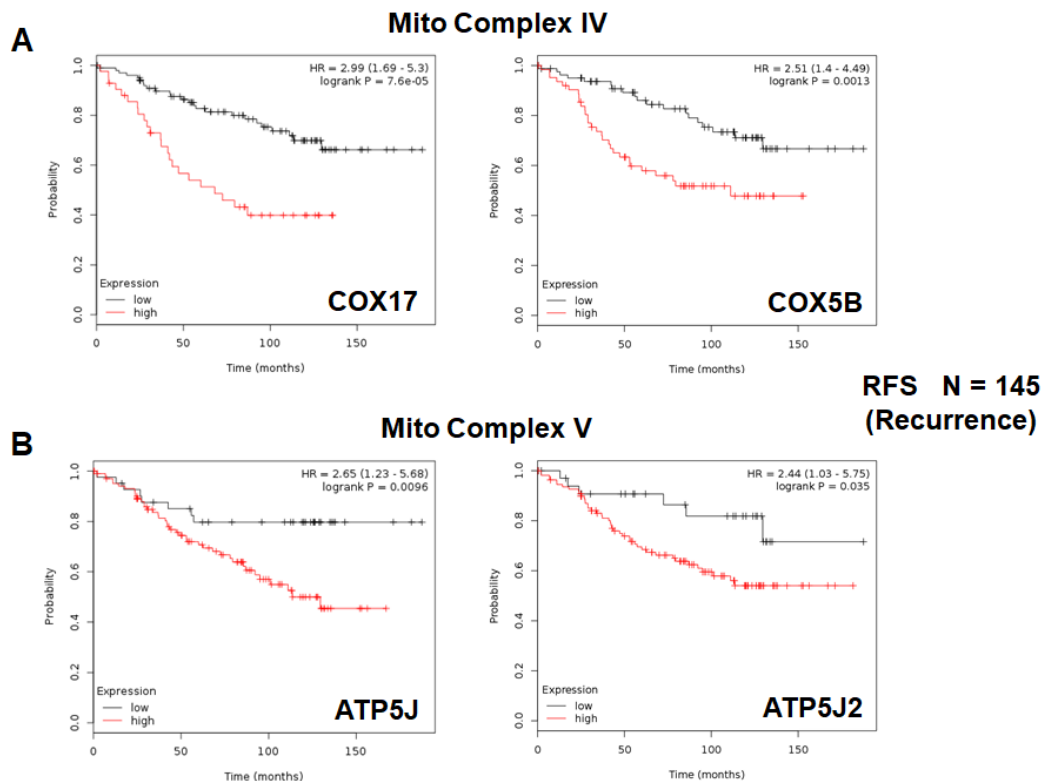 Mito Complex IV
A
HR = 2.99 (1.69 - 5.3)
logrank P = 7.6e-05
Probability
1.0
0.8
0.6
0.4
0.2
0.0
Expression
low
high
COX17
0
50
100
150
Time (months)
HR = 2.51 (1.4 - 4.49)
logrank P = 0.0013
Probability
1.0
0.8
0.6
0.4
0.2
0.0
Expression
low
high
COX5B
0
50
100
150
Time (months)
RFS N = 145
(Recurrence)
Mito Complex V
B
HR = 2.65 (1.23 - 5.68)
logrank P = 0.0096
Probability
1.0
0.8
0.6
0.4
0.2
0.0
Expression
low
high
ATP5J
0
50
100
150
Time (months)
HR = 2.44 (1.03 - 5.75)
logrank P = 0.035
Probability
1.0
0.8
0.6
0.4
0.2
0.0
Expression
low
high
ATP5J2
0
50
100
150
Time (months)